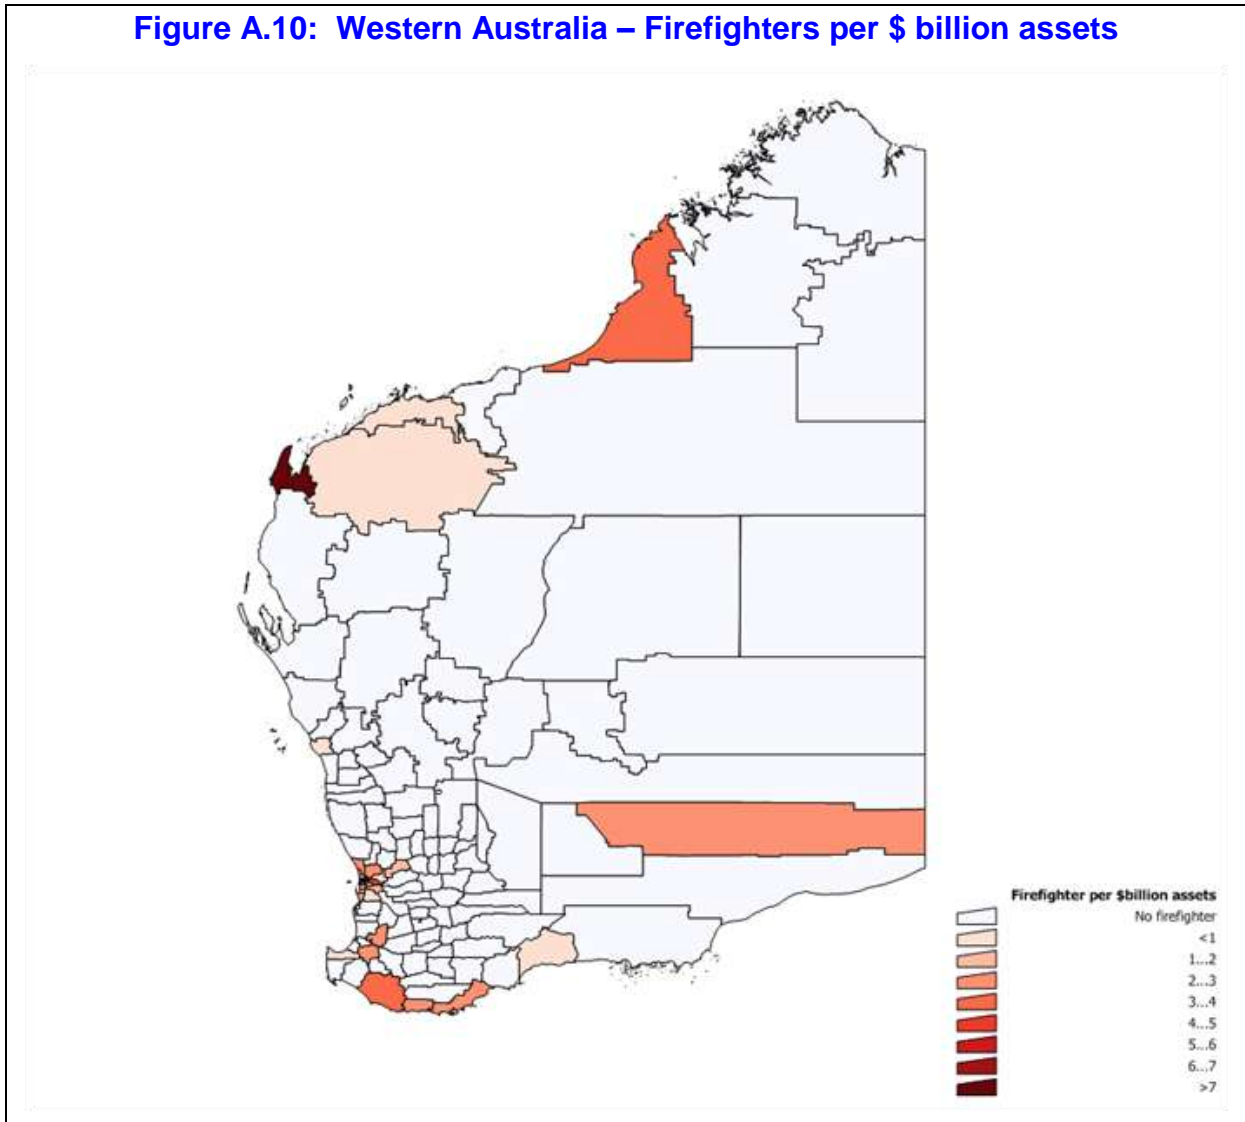 Figure A.10: Western Australia – Firefighters per $ billion assets
Firefighter per $billion assets
No firefighter
<1
1...2
2...3
3...4
4...5
5...6
6...7
>7